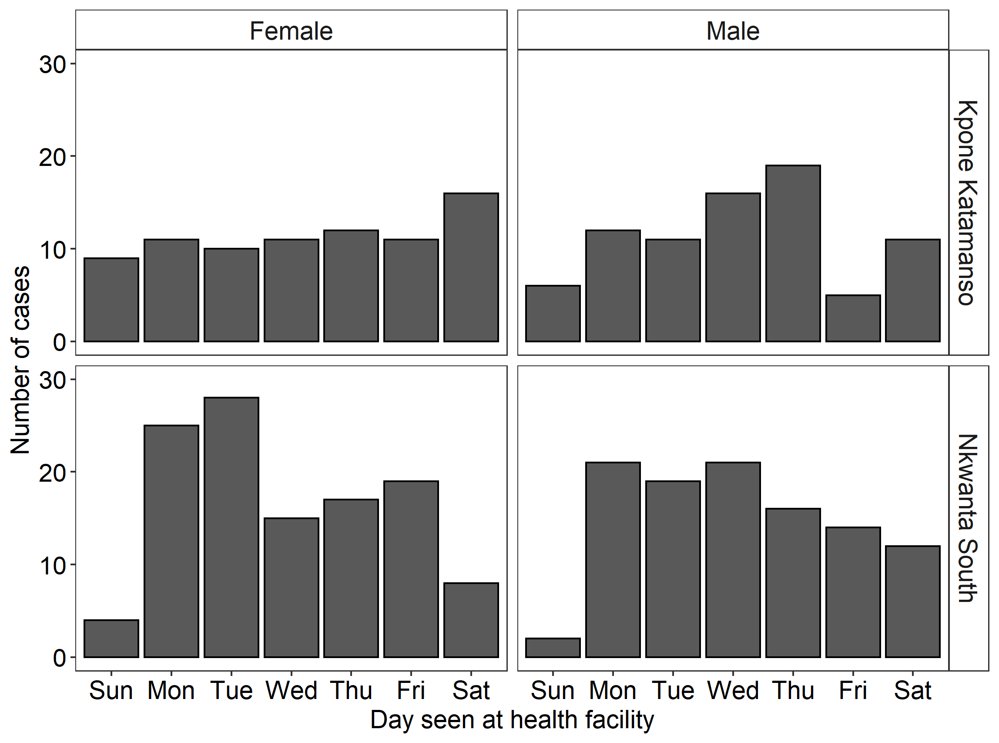 Female
Male
30
20
10
0
Kpone Katamanso
Number of cases
30
20
10
0
Nkwanta South
Sun Mon Tue Wed Thu Fri Sat
Sun Mon Tue Wed Thu Fri Sat
Day seen at health facility